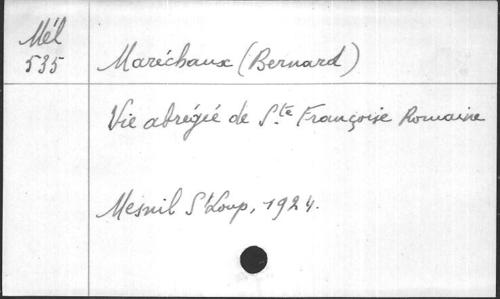 Mél
535
Maréchaux (Bernard)
Vie abrégée de Ste Françoise Romaine
Mesnil St Loup, 1924.